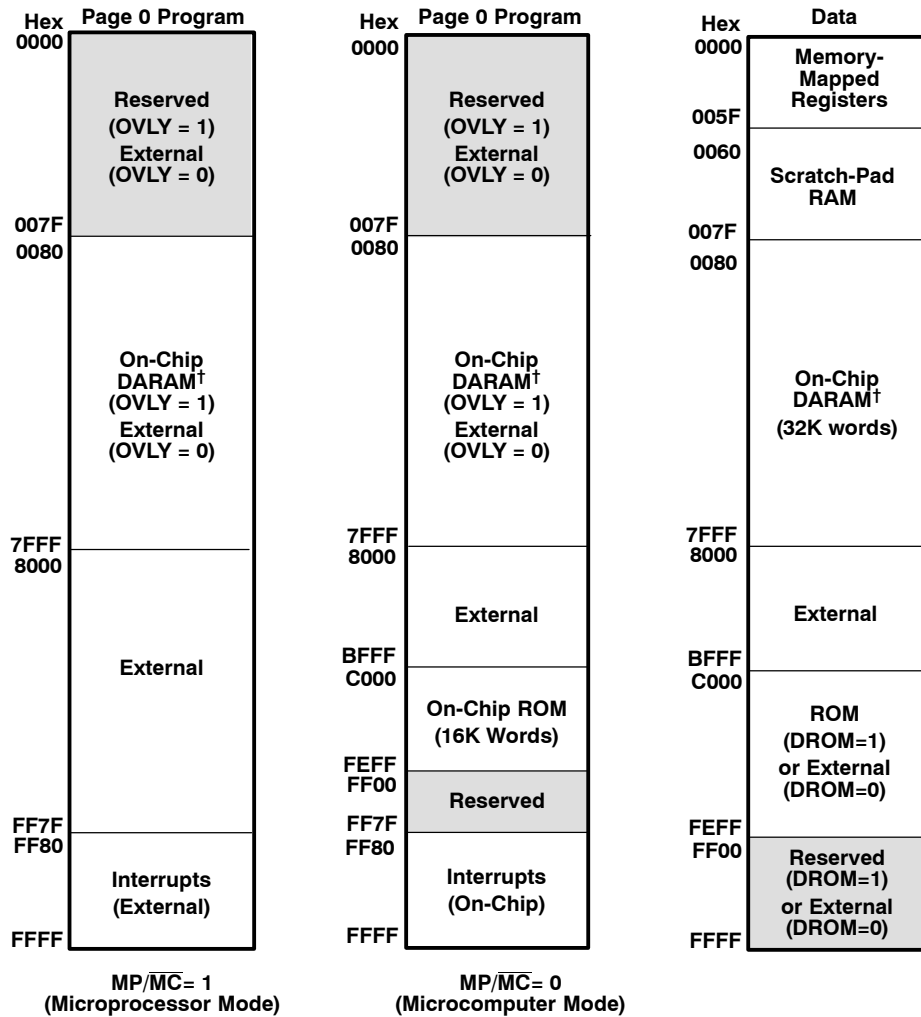 Hex
Page 0 Program
0000
Reserved
(OVLY = 1)
External
(OVLY = 0)
007F
0080
On-Chip
DARAM†
(OVLY = 1)
External
(OVLY = 0)
7FFF
8000
External
FF7F
FF80
Interrupts
(External)
FFFF
MP/M̅C̅= 1
(Microprocessor Mode)
Hex
Page 0 Program
0000
Reserved
(OVLY = 1)
External
(OVLY = 0)
007F
0080
On-Chip
DARAM†
(OVLY = 1)
External
(OVLY = 0)
7FFF
8000
External
BFFF
C000
On-Chip ROM
(16K Words)
FEFF
FF00
Reserved
FF7F
FF80
Interrupts
(On-Chip)
FFFF
MP/M̅C̅= 0
(Microcomputer Mode)
Hex
Data
0000
Memory-
Mapped
Registers
005F
0060
Scratch-Pad
RAM
007F
0080
On-Chip
DARAM†
(32K words)
7FFF
8000
External
BFFF
C000
ROM
(DROM=1)
or External
(DROM=0)
FEFF
FF00
Reserved
(DROM=1)
or External
(DROM=0)
FFFF